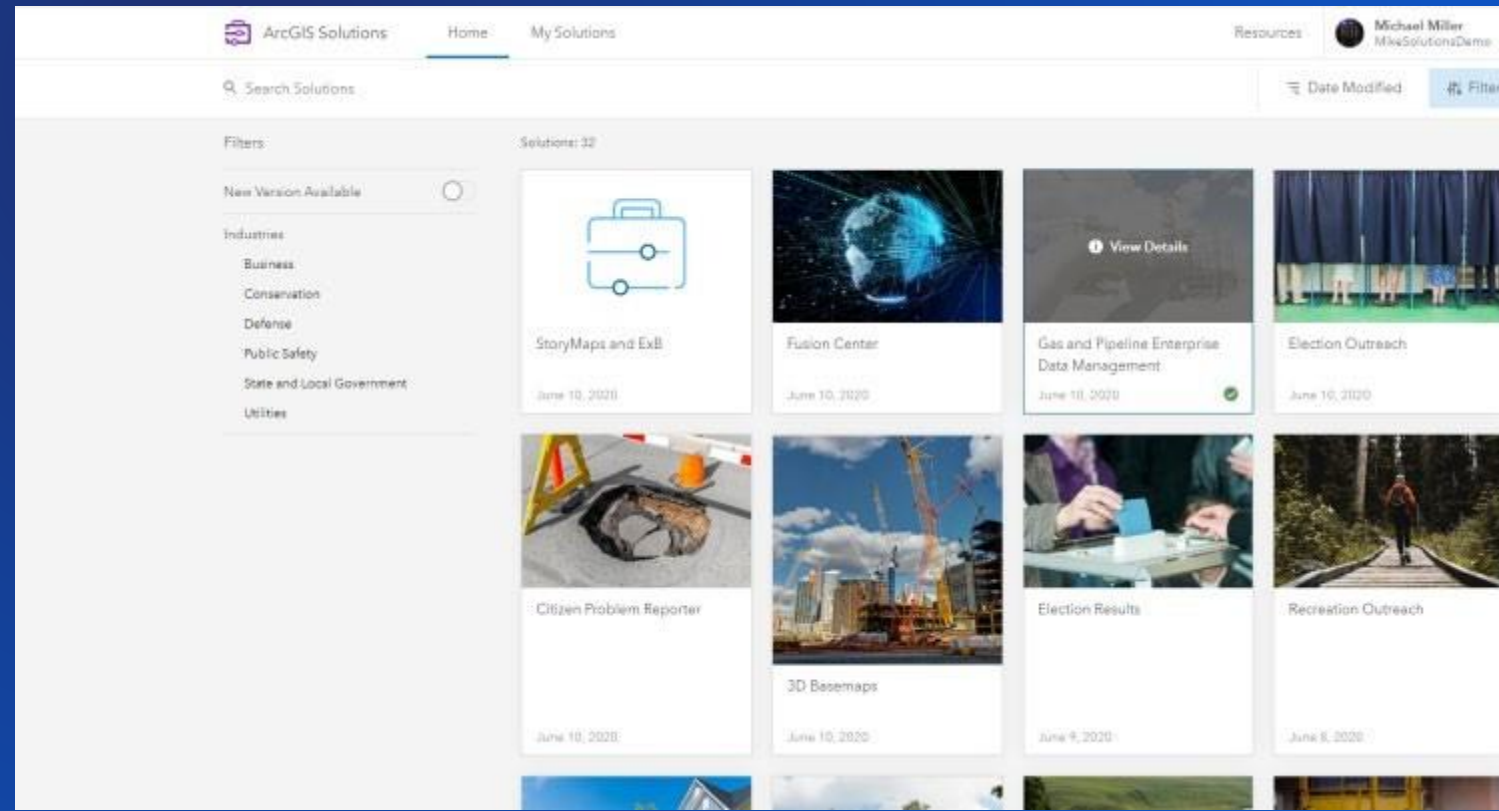 ArcGIS Solutions
Home
My Solutions
Resources
Michael Miller
MikeSolutionsDemo
Search Solutions
Date Modified
Filter
Filters
Solutions: 32
New Version Available
Industries
Business
Conservation
Defense
Public Safety
State and Local Government
Utilities
StoryMaps and ExB
June 10, 2020
Fusion Center
June 10, 2020
View Details
Gas and Pipeline Enterprise
Data Management
June 10, 2020
Election Outreach
June 10, 2020
Citizen Problem Reporter
June 10, 2020
3D Basemaps
June 10, 2020
Election Results
June 9, 2020
Recreation Outreach
June 8, 2020